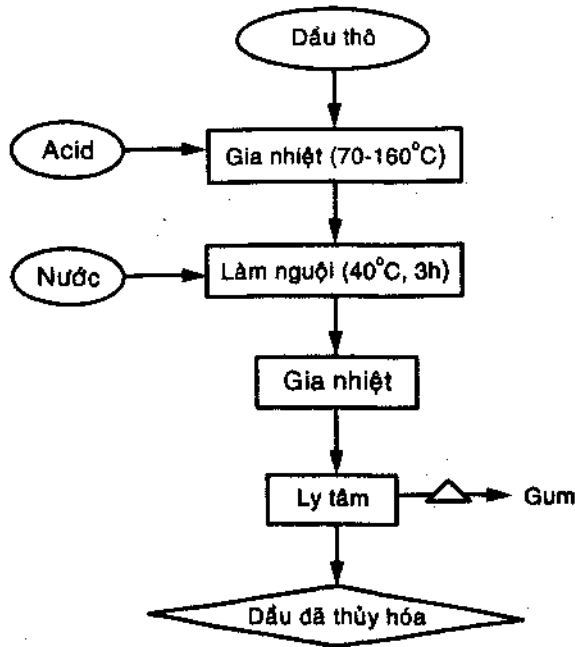 Dầu thô
Acid
Gia nhiệt (70-160°C)
Nước
Làm nguội (40°C, 3h)
Gia nhiệt
Ly tâm
Gum
Dầu đã thủy hóa